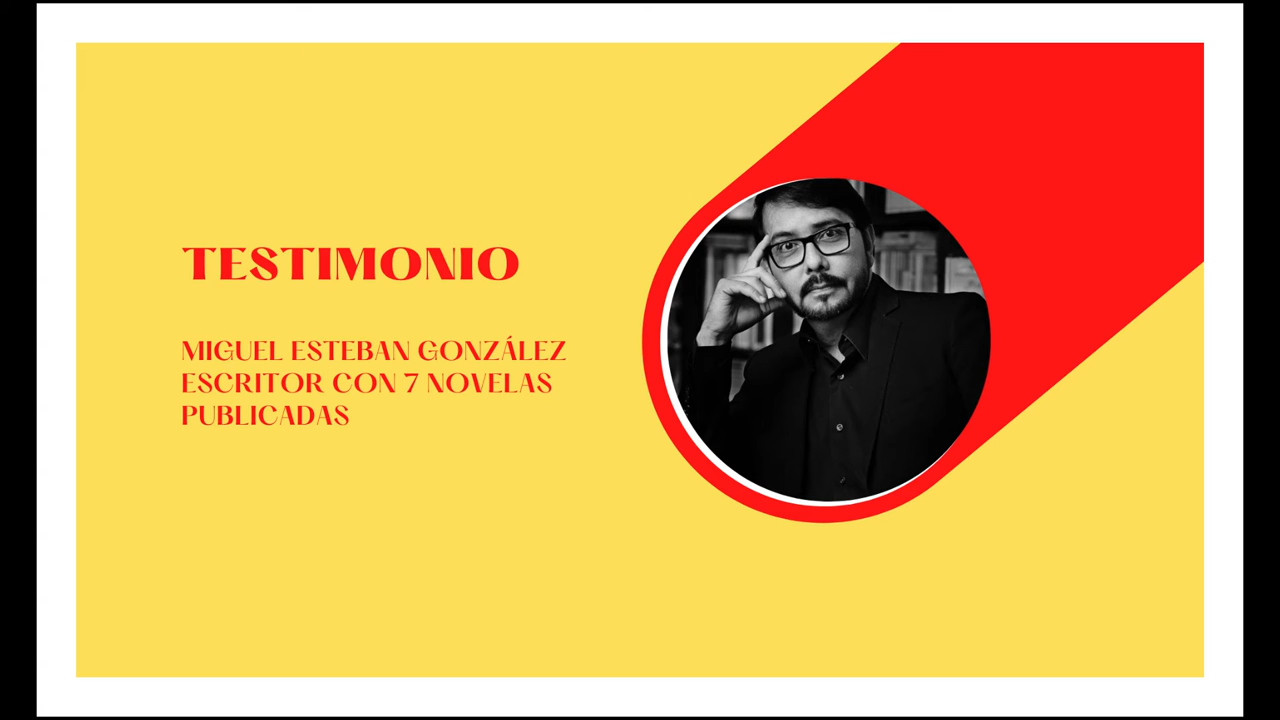 TESTIMONIO
MIGUEL ESTEBAN GONZÁLEZ
ESCRITOR CON 7 NOVELAS
PUBLICADAS